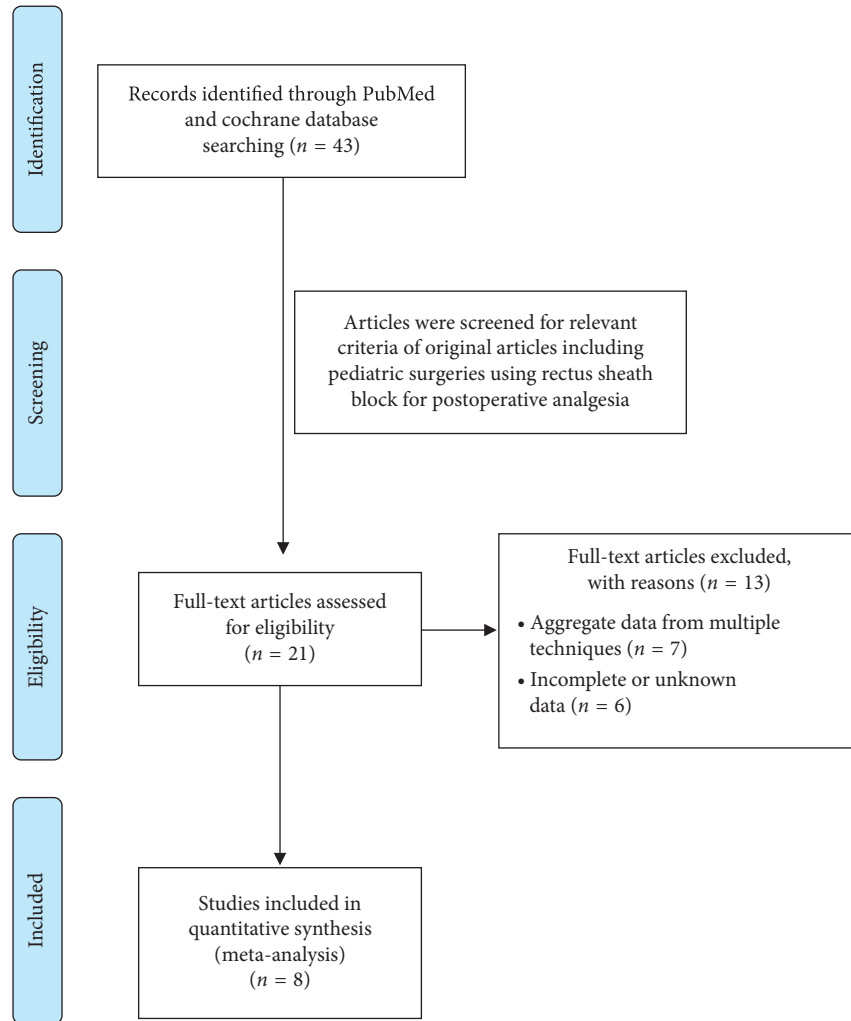 Identification
Records identified through PubMed
and cochrane database
searching (n = 43)
Screening
Articles were screened for relevant
criteria of original articles including
pediatric surgeries using rectus sheath
block for postoperative analgesia
Eligibility
Full-text articles assessed
for eligibility
(n = 21)
Full-text articles excluded,
with reasons (n = 13)
• Aggregate data from multiple
techniques (n = 7)
• Incomplete or unknown
data (n = 6)
Included
Studies included in
quantitative synthesis
(meta-analysis)
(n = 8)